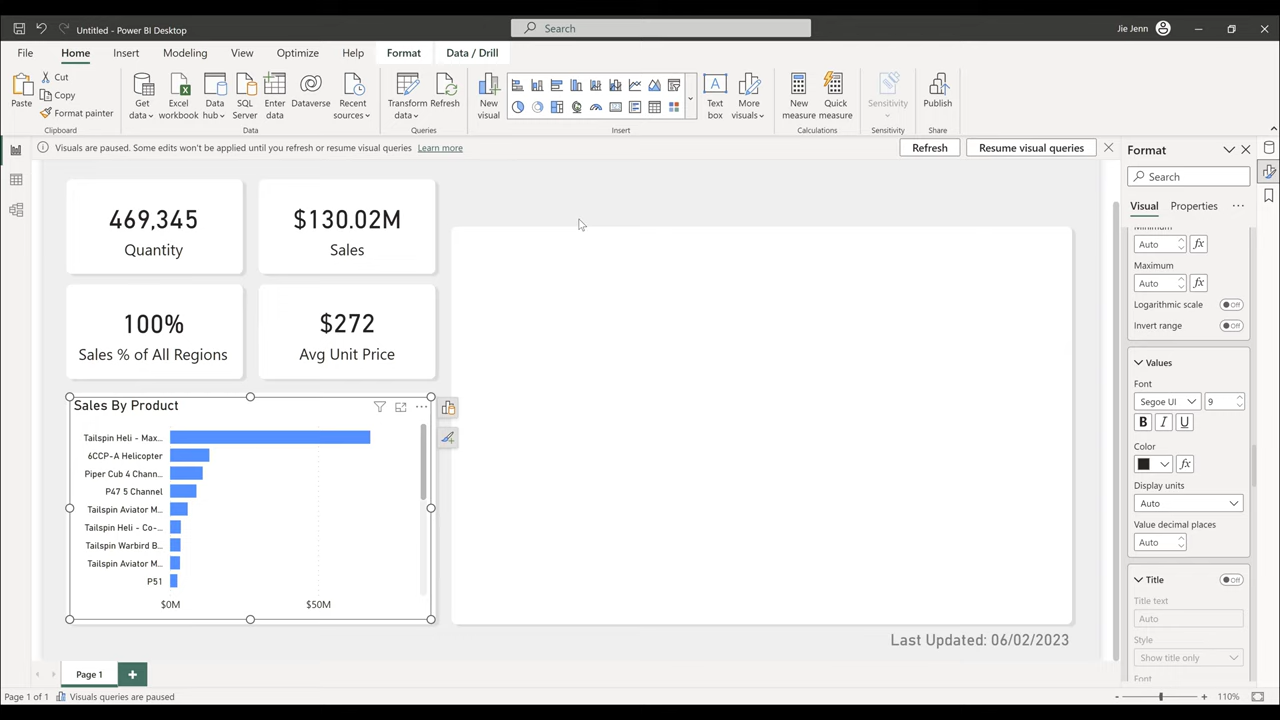 Untitled - Power BI Desktop
Search
Jie Jenn
File
Home
Insert
Modeling
View
Optimize
Help
Format
Data / Drill
Paste
Cut
Copy
Format painter
Get data
Excel workbook
Data hub
SQL Server
Enter data
Dataverse
Recent sources
Transform data
Refresh
New visual
Text box
More visuals
New measure
Quick measure
Sensitivity
Publish
Clipboard
Data
Queries
Insert
Calculations
Sensitivity
Share
Visuals are paused. Some edits won't be applied until you refresh or resume visual queries
Learn more
Refresh
Resume visual queries
469,345
Quantity
$130.02M
Sales
100%
Sales % of All Regions
$272
Avg Unit Price
Sales By Product
Tailspin Heli - Max...
6CCP-A Helicopter
Piper Cub 4 Chann...
P47 5 Channel
Tailspin Aviator M...
Tailspin Heli - Co-...
Tailspin Warbird B...
Tailspin Aviator M...
P51
$0M
$50M
Last Updated: 06/02/2023
Format
Search
Visual
Properties
Minimum
Auto
fx
Maximum
Auto
fx
Logarithmic scale
Off
Invert range
Off
Values
Font
Segoe UI
9
B
I
U
Color
fx
Display units
Auto
Value decimal places
Auto
Title
Off
Title text
Auto
Style
Show title only
Font
Page 1
Page 1 of 1
Visuals queries are paused
110%